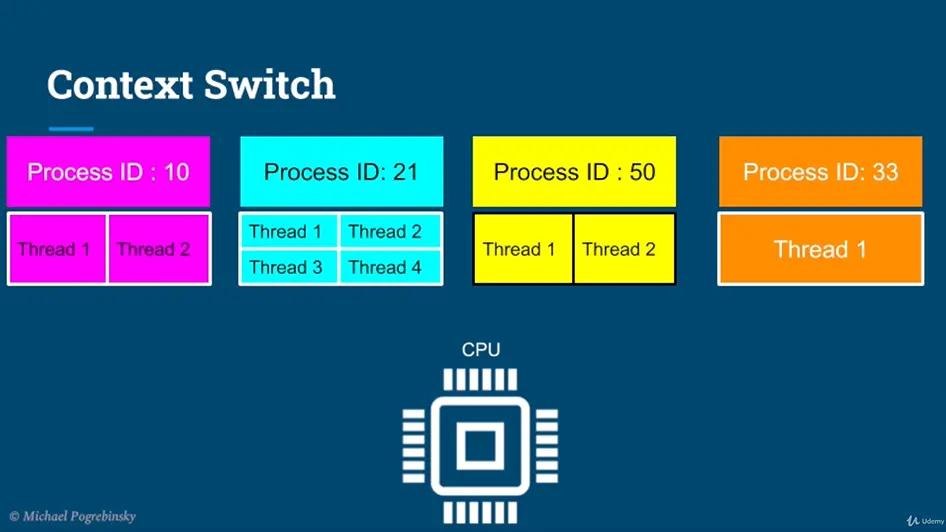 Context Switch
Process ID : 10
Process ID: 21
Process ID : 50
Process ID: 33
Thread 1
Thread 2
Thread 1
Thread 2
Thread 3
Thread 4
Thread 1
Thread 2
Thread 1
CPU
© Michael Pogrebinsky
Udemy